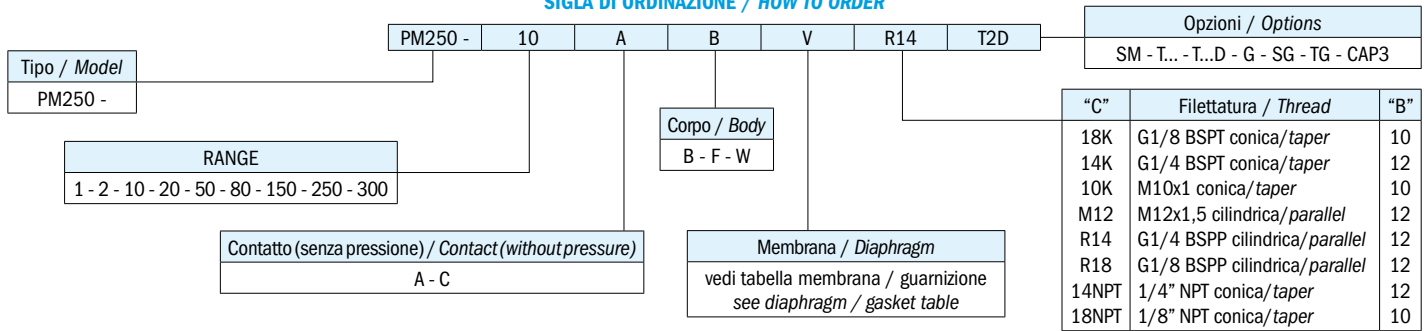 SIGLA DI ORDINAZIONE / HOW TO ORDER
PM250 - 10 A B V R14 T2D
Opzioni / Options
SM - T... - T...D - G - SG - TG - CAP3
Tipo / Model
PM250 -
RANGE
1 - 2 - 10 - 20 - 50 - 80 - 150 - 250 - 300
Contatto (senza pressione) / Contact (without pressure)
A - C
Corpo / Body
B - F - W
Membrana / Diaphragm
vedi tabella membrana / guarnizione
see diaphragm / gasket table
“C” Filettatura / Thread “B”
18K G1/8 BSPT conica/taper 10
14K G1/4 BSPT conica/taper 12
10K M10x1 conica/taper 10
M12 M12x1,5 cilindrica/parallel 12
R14 G1/4 BSPP cilindrica/parallel 12
R18 G1/8 BSPP cilindrica/parallel 12
14NPT 1/4” NPT conica/taper 12
18NPT 1/8” NPT conica/taper 10